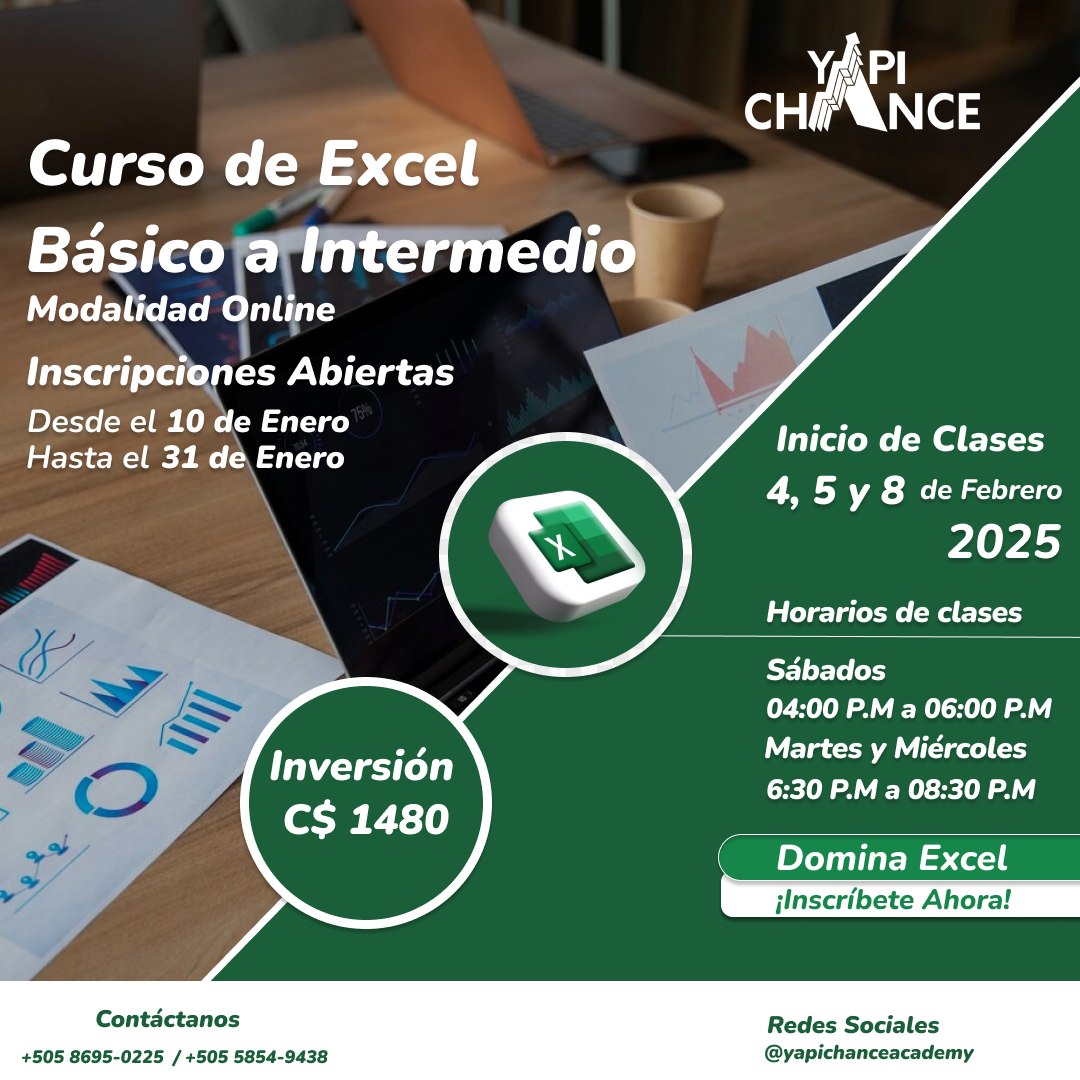 YAPI
CHANCE
Curso de Excel
Básico a Intermedio
Modalidad Online
Inscripciones Abiertas
Desde el 10 de Enero
Hasta el 31 de Enero
75%
X
Inicio de Clases
4, 5 y 8 de Febrero
2025
Horarios de clases
Sábados
04:00 P.M a 06:00 P.M
Martes y Miércoles
6:30 P.M a 08:30 P.M
Inversión
C$ 1480
Domina Excel
¡Inscríbete Ahora!
Contáctanos
+505 8695-0225 / +505 5854-9438
Redes Sociales
@yapichanceacademy